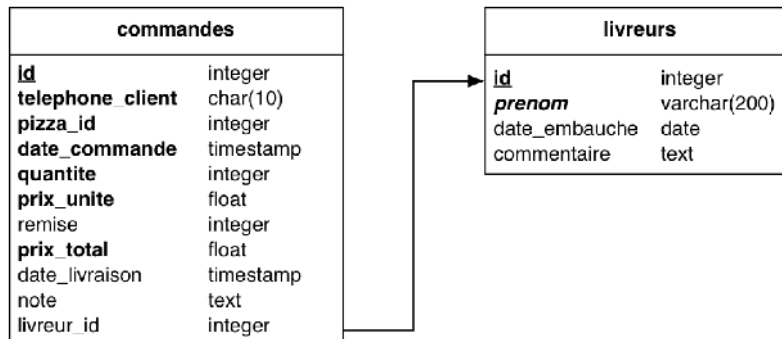 commandes
id integer
telephone_client char(10)
pizza_id integer
date_commande timestamp
quantite integer
prix_unite float
remise integer
prix_total float
date_livraison timestamp
note text
livreur_id integer
livreurs
id integer
prenom varchar(200)
date_embauche date
commentaire text